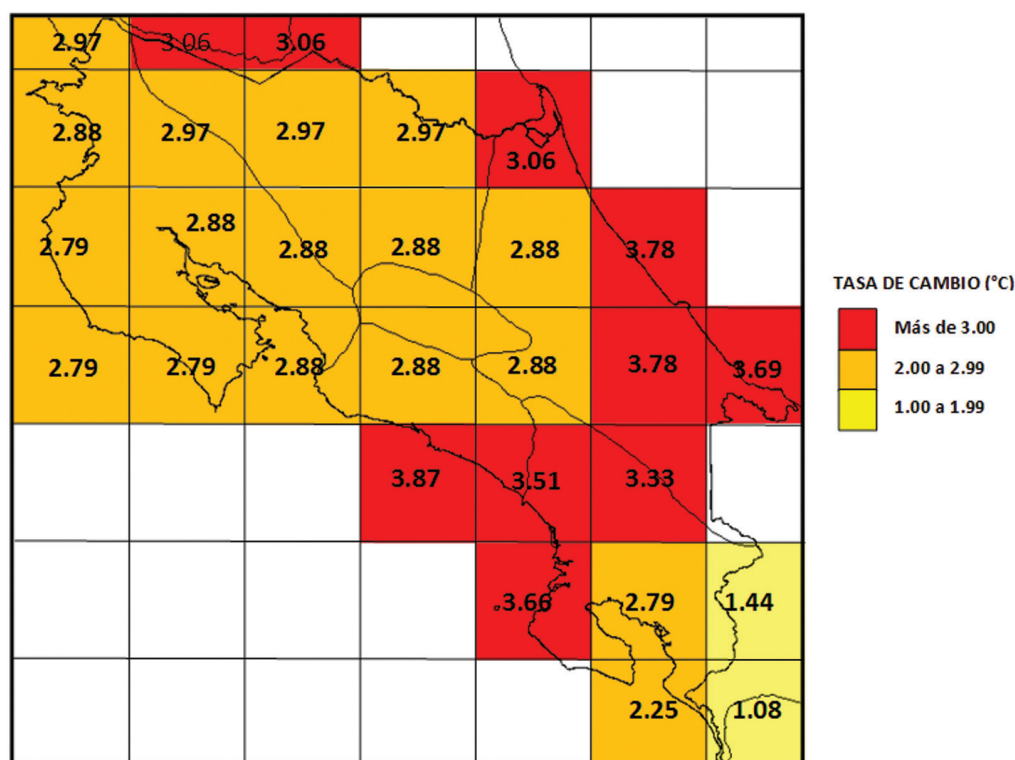 2.97 3.06 3.06
2.88 2.97 2.97 2.97 3.06
2.79 2.88 2.88 2.88 2.88 3.78
2.79 2.79 2.88 2.88 2.88 3.78 3.69
3.87 3.51 3.33
3.66 2.79 1.44
2.25 1.08
TASA DE CAMBIO (°C)
Más de 3.00
2.00 a 2.99
1.00 a 1.99